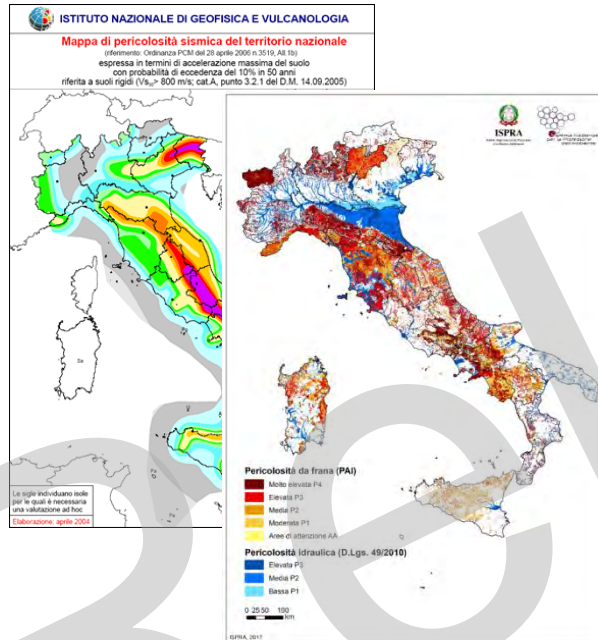 ISTITUTO NAZIONALE DI GEOFISICA E VULCANOLOGIA
Mappa di pericolosità sismica del territorio nazionale
(riferimento: Ordinanza PCM del 28 aprile 2006 n.3519, All.1b)
espressa in termini di accelerazione massima del suolo
con probabilità di eccedenza del 10% in 50 anni
riferita a suoli rigidi (Vs₃₀> 800 m/s; cat.A, punto 3.2.1 del D.M. 14.09.2005)
ISPRA
Le sigle individuano isole
per le quali è necessaria
una valutazione ad hoc
Elaborazione: aprile 2004
Pericolosità da frana (PAI)
Molto elevata P4
Elevata P3
Media P2
Moderata P1
Aree di attenzione AA
Pericolosità idraulica (D.Lgs. 49/2010)
Elevata P3
Media P2
Bassa P1
0 25 50 100
km
ISPRA, 2017